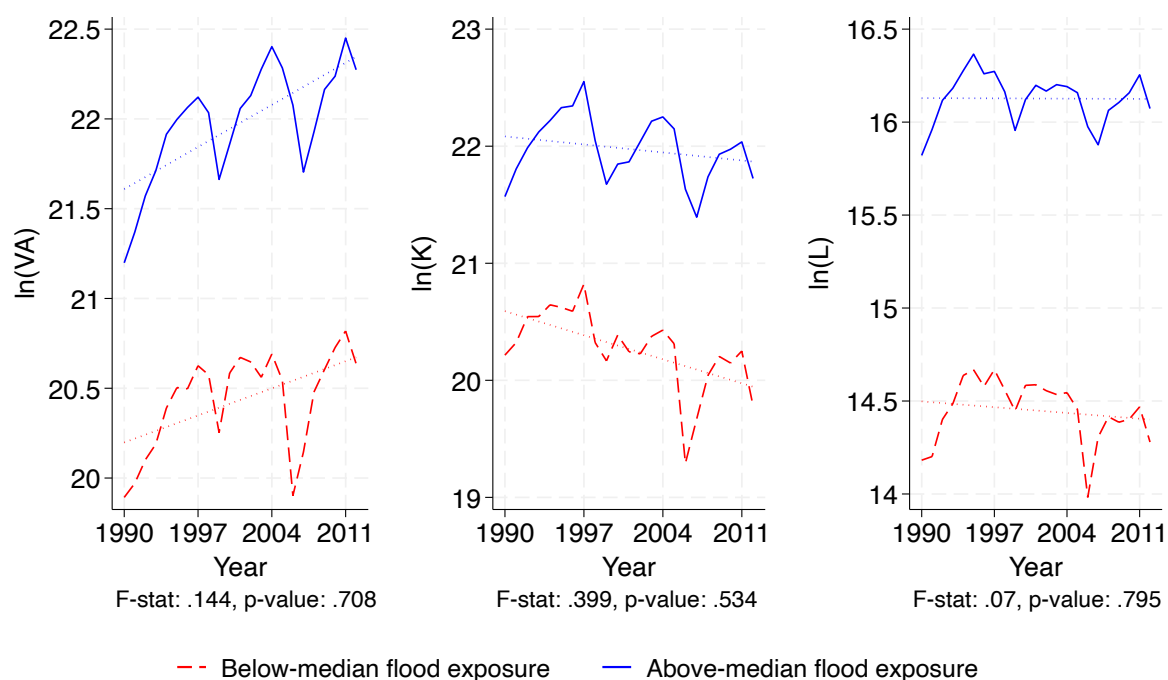 ln(VA)
22.5
22
21.5
21
20.5
20
1990 1997 2004 2011
Year
F-stat: .144, p-value: .708
ln(K)
23
22
21
20
19
1990 1997 2004 2011
Year
F-stat: .399, p-value: .534
ln(L)
16.5
16
15.5
15
14.5
14
1990 1997 2004 2011
Year
F-stat: .07, p-value: .795
Below-median flood exposure Above-median flood exposure